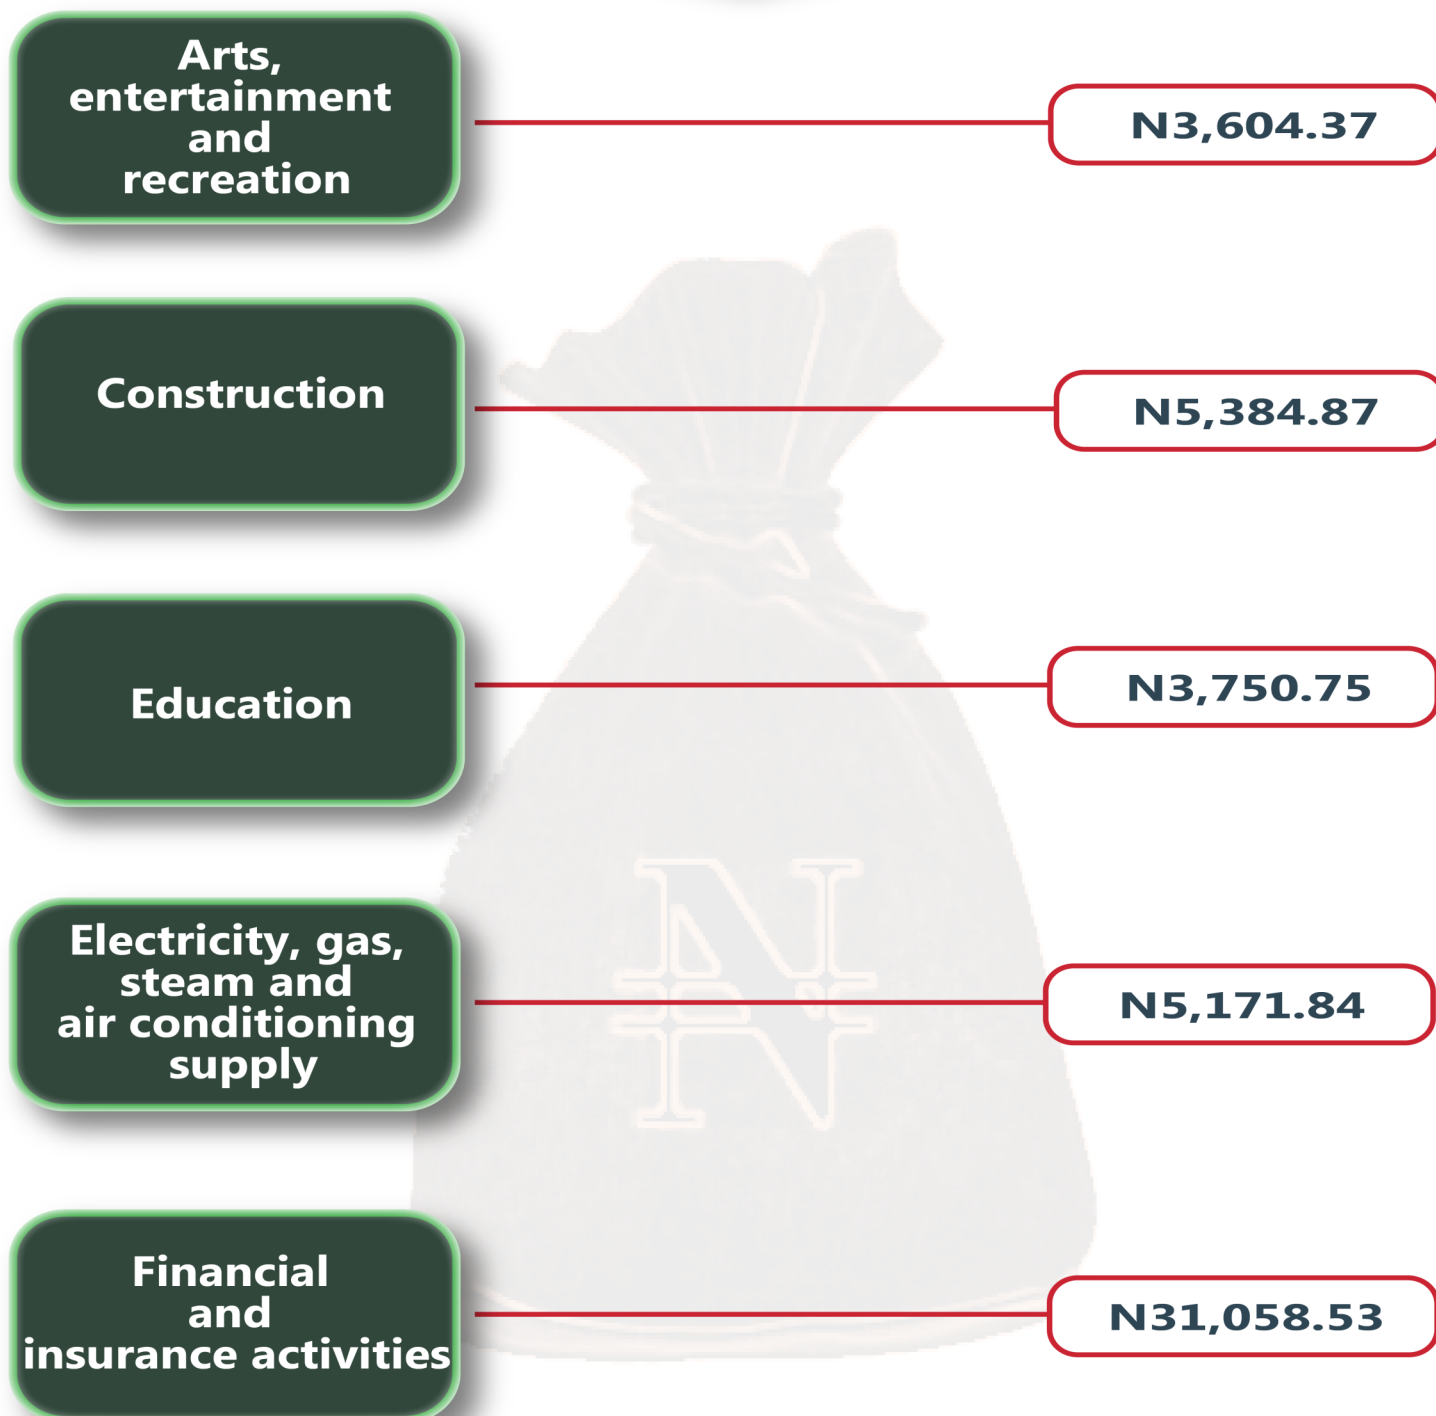 Arts,
entertainment
and
recreation
N3,604.37
Construction
N5,384.87
Education
N3,750.75
Electricity, gas,
steam and
air conditioning
supply
N5,171.84
₦
Financial
and
insurance activities
N31,058.53